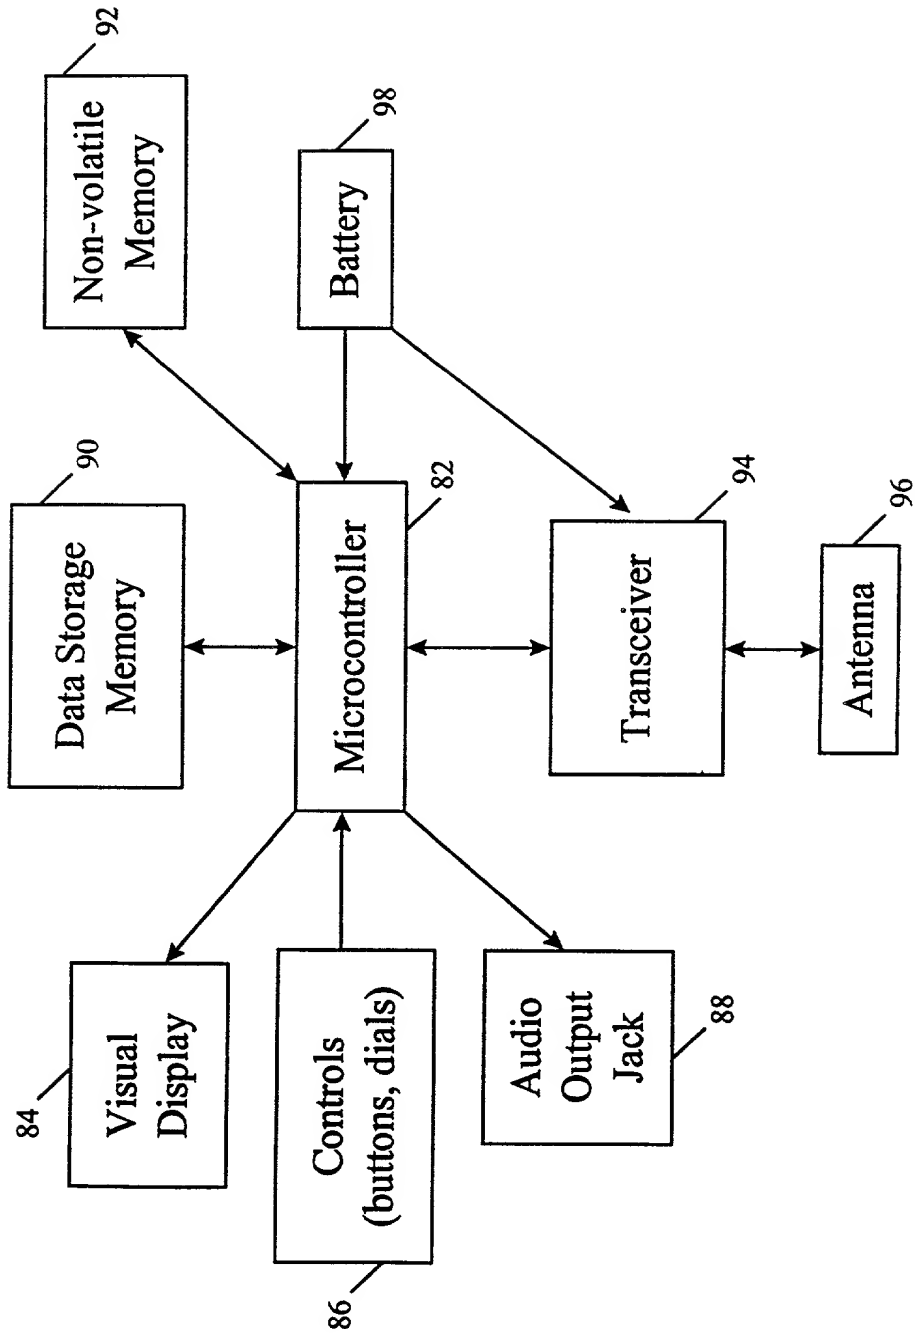 84
Visual
Display
86
Controls
(buttons, dials)
Audio
Output
Jack
88
90
Data Storage
Memory
Microcontroller
82
Transceiver
94
Antenna
96
92
Non-volatile
Memory
Battery
98